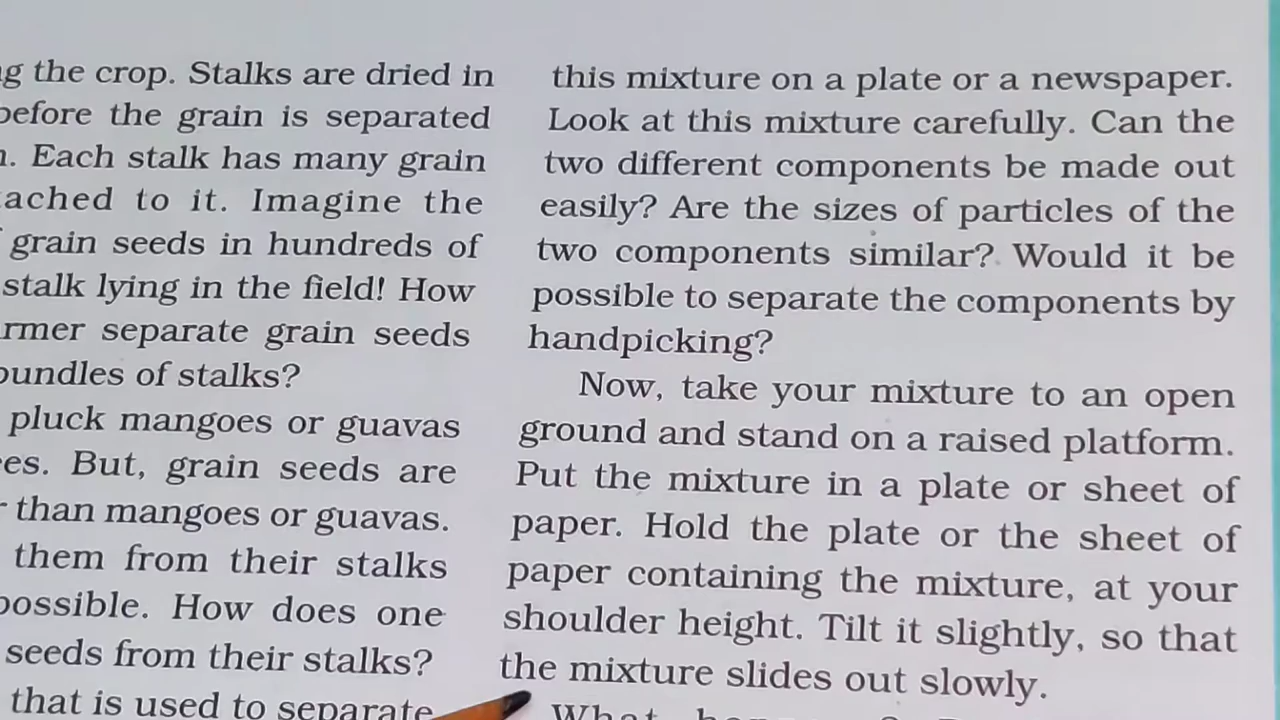 the crop. Stalks are dried in
before the grain is separated
Each stalk has many grain
to it. Imagine the
grain seeds in hundreds of
stalk lying in the field! How
separate grain seeds
bundles of stalks?
pluck mangoes or guavas
But, grain seeds are
than mangoes or guavas.
them from their stalks
possible. How does one
seeds from their stalks?
that is used to separate
this mixture on a plate or a newspaper.
Look at this mixture carefully. Can the
two different components be made out
easily? Are the sizes of particles of the
two components similar? Would it be
possible to separate the components by
handpicking?
Now, take your mixture to an open
ground and stand on a raised platform.
Put the mixture in a plate or sheet of
paper. Hold the plate or the sheet of
paper containing the mixture, at your
shoulder height. Tilt it slightly, so that
the mixture slides out slowly.
What